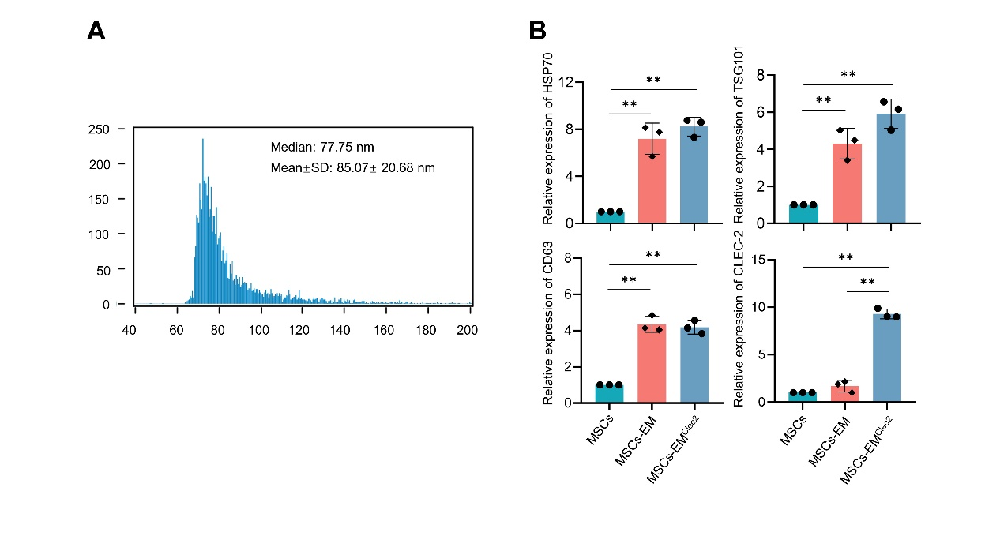 A
250
200
150
100
50
0
40 60 80 100 120 140 160 180 200
Median: 77.75 nm
Mean±SD: 85.07± 20.68 nm
B
Relative expression of HSP70
12
8
4
0
**
**
Relative expression of TSG101
8
6
4
2
0
**
**
Relative expression of CD63
8
6
4
2
0
**
**
MSCs
MSCs-EM
MSCs-EMClec2
Relative expression of CLEC-2
15
10
5
0
**
**
MSCs
MSCs-EM
MSCs-EMClec2